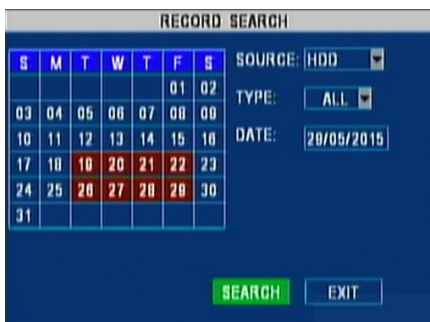 RECORD SEARCH
S M T W T F S
01 02
03 04 05 06 07 08 09
10 11 12 13 14 15 16
17 18 19 20 21 22 23
24 25 26 27 28 29 30
31
SOURCE: HDD
TYPE: ALL
DATE: 29/05/2015
SEARCH EXIT